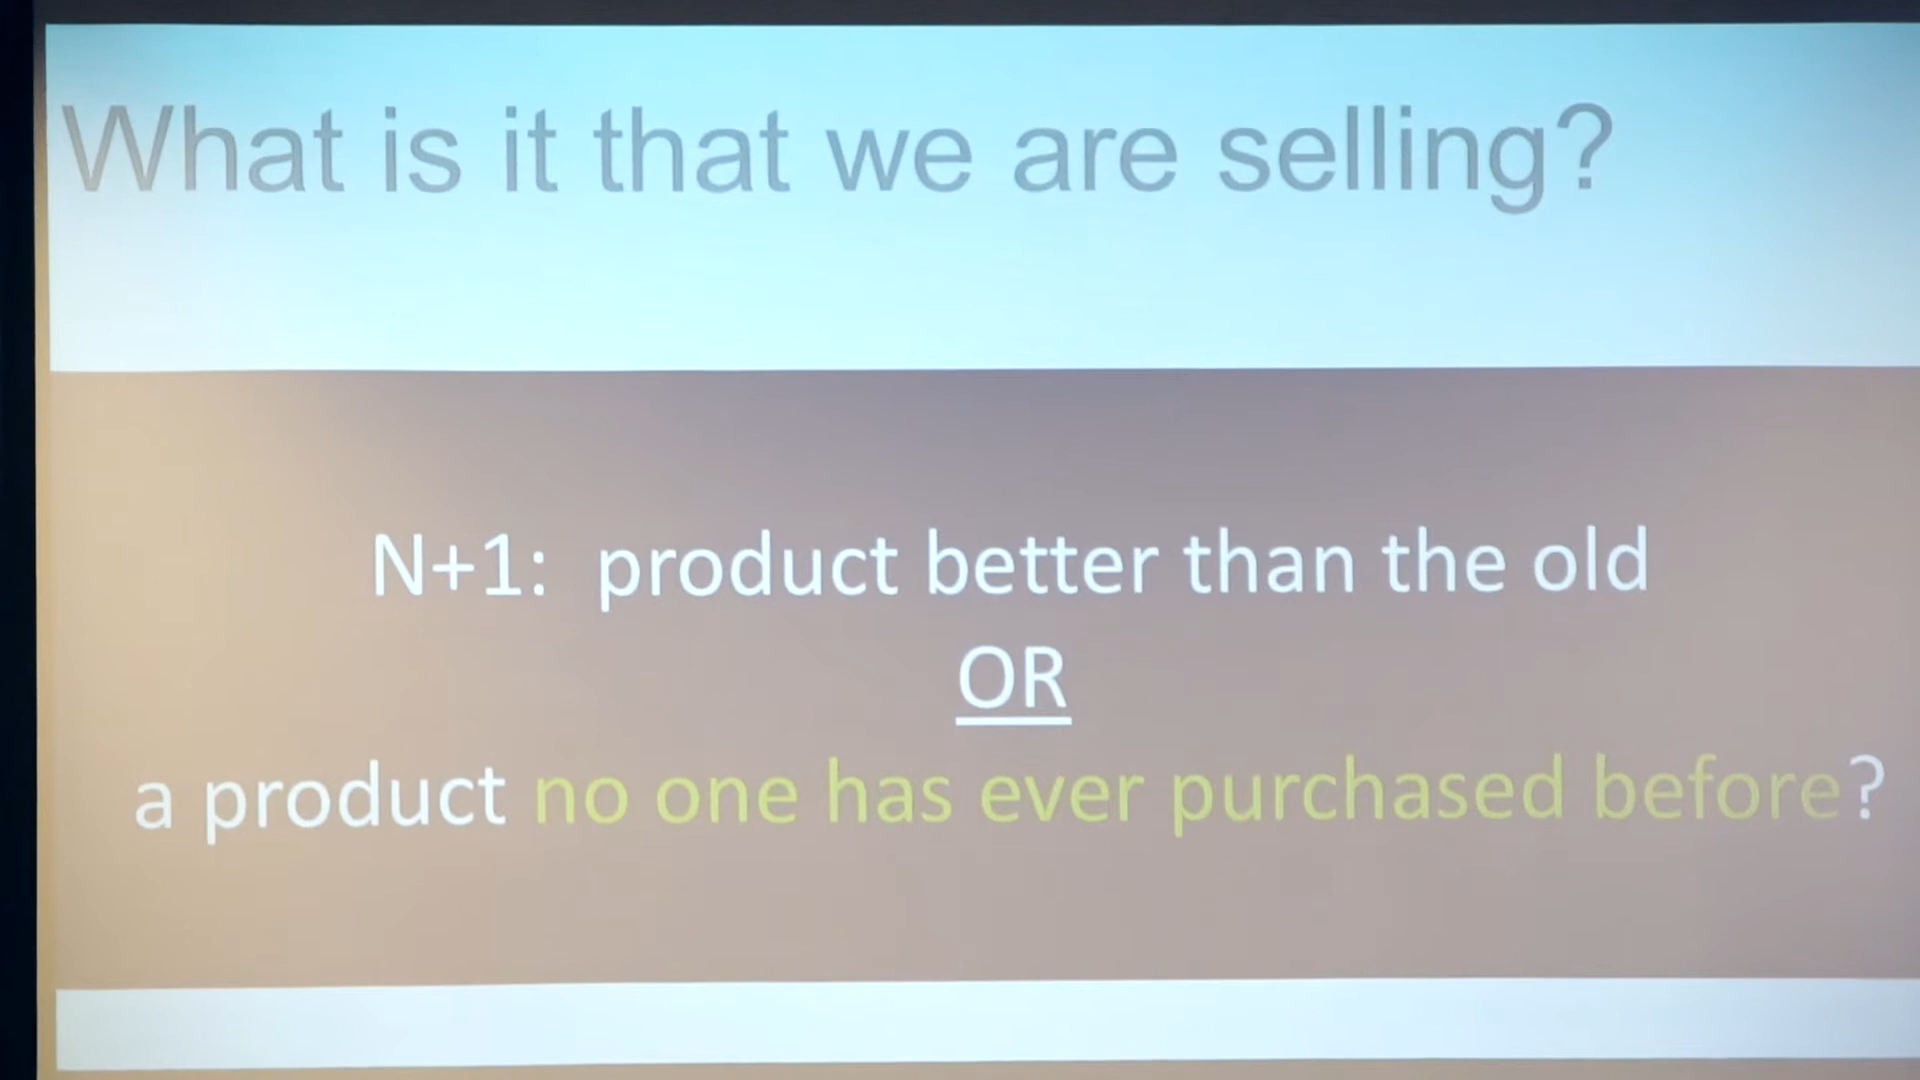 What is it that we are selling?
N+1: product better than the old
OR
a product no one has ever purchased before?